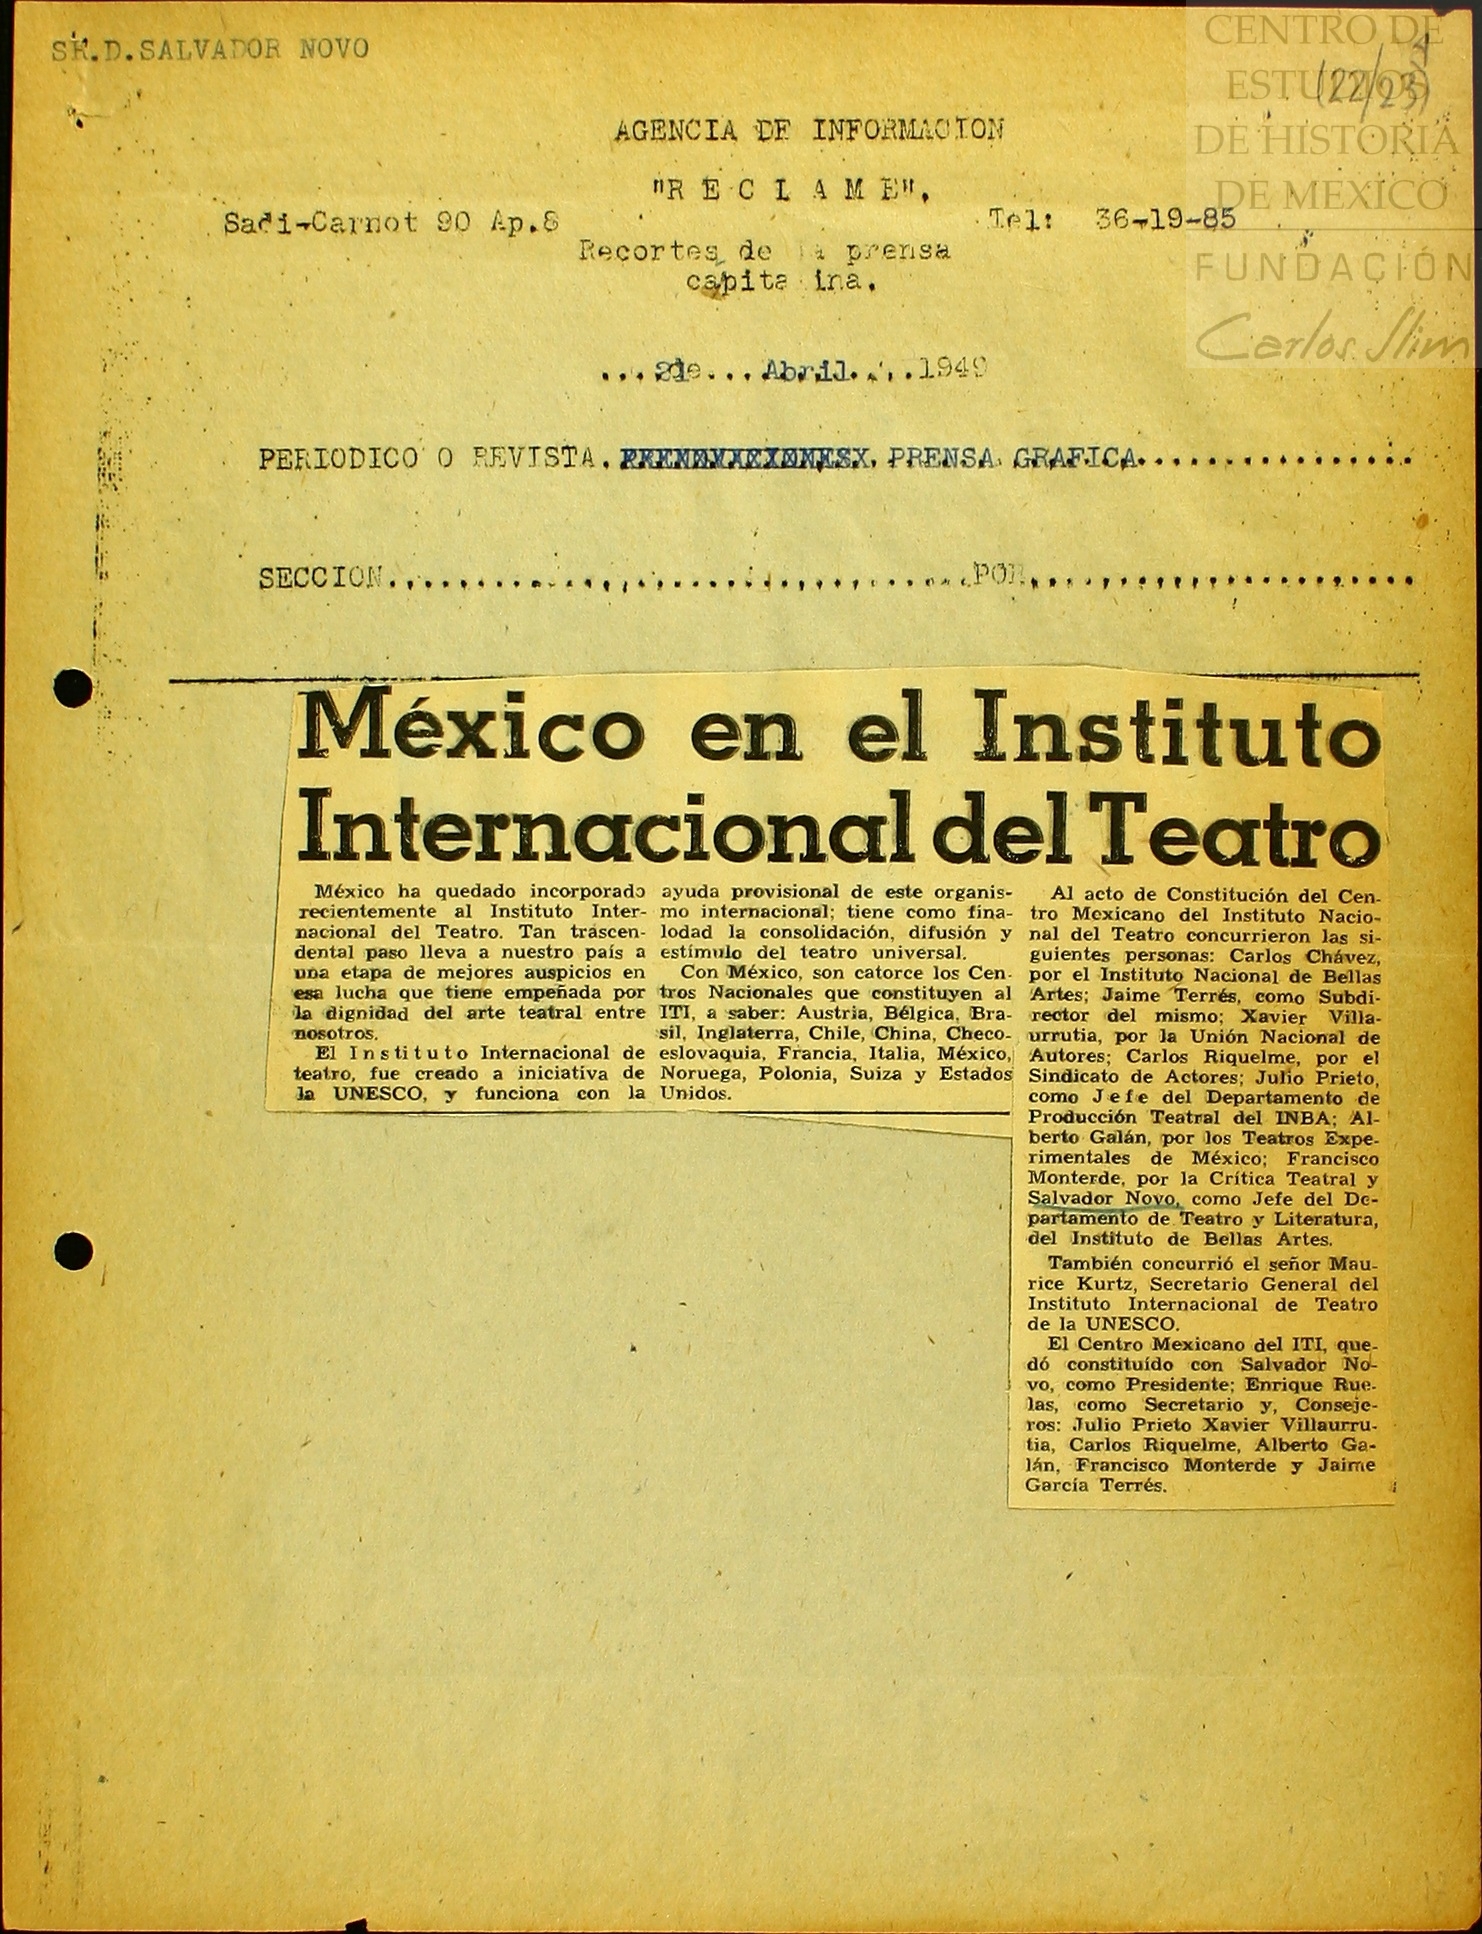 SR.D.SALVADOR NOVO
CENTRO DE
ESTUDIOS
DE HISTORIA
DE MEXICO
FUNDACIÓN
Carlos Slim
(22/23)
AGENCIA DE INFORMACION
"R E C L A M E".
Sadi-Carnot 90 Ap.8
Tel: 36-19-85
Recortes de la prensa
capitalina.
Abril. 1949
PERIODICO O REVISTA. PRENSA GRAFICA
SECCION POR
México en el Instituto
Internacional del Teatro
México ha quedado incorporado
recientemente al Instituto Inter-
nacional del Teatro. Tan trascen-
dental paso lleva a nuestro país a
una etapa de mejores auspicios en
esa lucha que tiene empeñada por
la dignidad del arte teatral entre
nosotros.
El Instituto Internacional de
teatro, fue creado a iniciativa de
la UNESCO, y funciona con la
ayuda provisional de este organis-
mo internacional; tiene como fina-
lodad la consolidación, difusión y
estímulo del teatro universal.
Con México, son catorce los Cen-
tros Nacionales que constituyen al
ITI, a saber: Austria, Bélgica, Bra-
sil, Inglaterra, Chile, China, Checo-
eslovaquia, Francia, Italia, México,
Noruega, Polonia, Suiza y Estados
Unidos.
Al acto de Constitución del Cen-
tro Mexicano del Instituto Nacio-
nal del Teatro concurrieron las si-
guientes personas: Carlos Chávez,
por el Instituto Nacional de Bellas
Artes; Jaime Terrés, como Subdi-
rector del mismo; Xavier Villa-
urrutia, por la Unión Nacional de
Autores; Carlos Riquelme, por el
Sindicato de Actores; Julio Prieto,
como Jefe del Departamento de
Producción Teatral del INBA; Al-
berto Galán, por los Teatros Expe-
rimentales de México; Francisco
Monterde, por la Crítica Teatral y
Salvador Novo, como Jefe del De-
partamento de Teatro y Literatura,
del Instituto de Bellas Artes.
También concurrió el señor Mau-
rice Kurtz, Secretario General del
Instituto Internacional de Teatro
de la UNESCO.
El Centro Mexicano del ITI, que-
dó constituído con Salvador No-
vo, como Presidente; Enrique Rue-
las, como Secretario y, Conseje-
ros: Julio Prieto Xavier Villaurru-
tia, Carlos Riquelme, Alberto Ga-
lán, Francisco Monterde y Jaime
García Terrés.